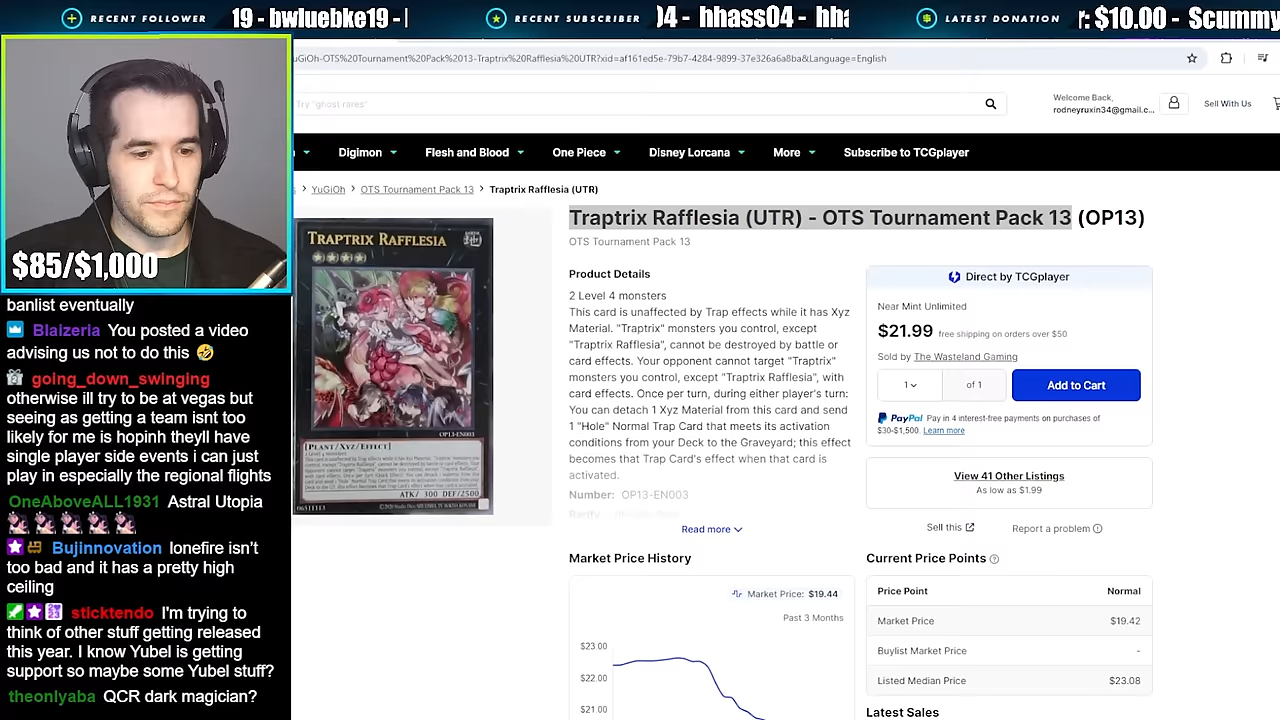 RECENT FOLLOWER
19 - bwluebke19 -
RECENT SUBSCRIBER
04 - hhass04 - hha
LATEST DONATION
r: $10.00 - Scummy
uGiOh-OTS%20Tournament%20Pack%2013-Traptrix%20Rafflesia%20UTR?xid=af161ed5e-79b7-4284-9899-37e326a6a8ba&Language=English
Try "ghost rares"
Welcome Back,
rodneyruxin34@gmail.c...
Sell With Us
Digimon
Flesh and Blood
One Piece
Disney Lorcana
More
Subscribe to TCGplayer
YuGiOh
OTS Tournament Pack 13
Traptrix Rafflesia (UTR)
$85/$1,000
banlist eventually
Blaizeria You posted a video
advising us not to do this 🤣
going_down_swinging
otherwise ill try to be at vegas but
seeing as getting a team isnt too
likely for me is hopinh theyll have
single player side events i can just
play in especially the regional flights
OneAboveALL1931 Astral Utopia
Bujinnovation lonefire isn't
too bad and it has a pretty high
ceiling
sticktendo I'm trying to
think of other stuff getting released
this year. I know Yubel is getting
support so maybe some Yubel stuff?
theonlyaba QCR dark magician?
TRAPTRIX RAFFLESIA
OP13-EN003
[PLANT/XYZ/EFFECT]
2 Level 4 monsters
ATK/ 300 DEF/2500
Traptrix Rafflesia (UTR) - OTS Tournament Pack 13 (OP13)
OTS Tournament Pack 13
Product Details
2 Level 4 monsters
This card is unaffected by Trap effects while it has Xyz
Material. "Traptrix" monsters you control, except
"Traptrix Rafflesia", cannot be destroyed by battle or
card effects. Your opponent cannot target "Traptrix"
monsters you control, except "Traptrix Rafflesia", with
card effects. Once per turn, during either player's turn:
You can detach 1 Xyz Material from this card and send
1 "Hole" Normal Trap Card that meets its activation
conditions from your Deck to the Graveyard; this effect
becomes that Trap Card's effect when that card is
activated.
Number: OP13-EN003
Rarity
Read more
Direct by TCGplayer
Near Mint Unlimited
$21.99 free shipping on orders over $50
Sold by The Wasteland Gaming
1
of 1
Add to Cart
PayPal Pay in 4 interest-free payments on purchases of
$30-$1,500. Learn more
View 41 Other Listings
As low as $1.99
Sell this
Report a problem
Market Price History
Market Price: $19.44
Past 3 Months
$23.00
$22.00
$21.00
Current Price Points
Price Point
Normal
Market Price
$19.42
Buylist Market Price
-
Listed Median Price
$23.08
Latest Sales